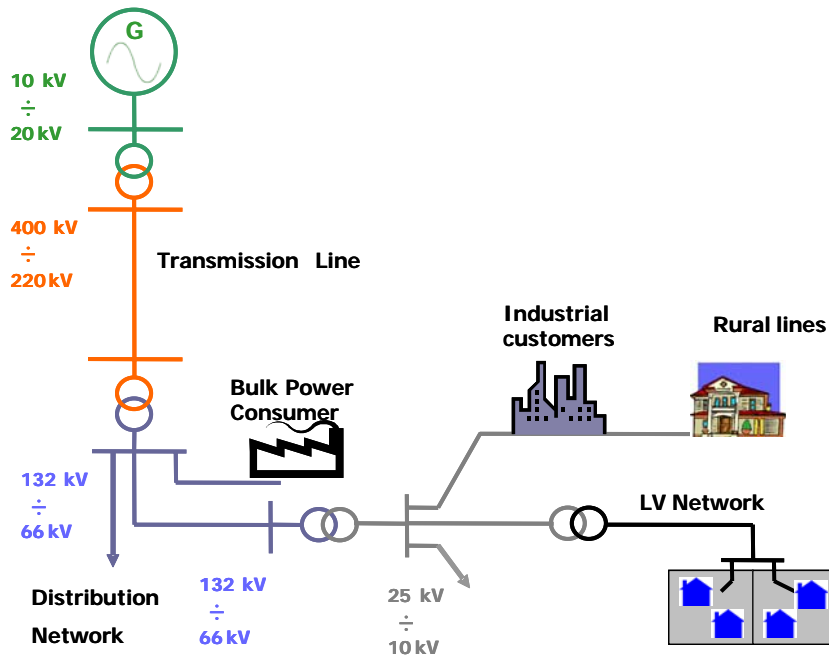 G
10 kV
÷
20 kV
400 kV
÷
220 kV
Transmission Line
Industrial
customers
Rural lines
Bulk Power
Consumer
132 kV
÷
66 kV
LV Network
Distribution
Network
132 kV
÷
66 kV
25 kV
÷
10 kV